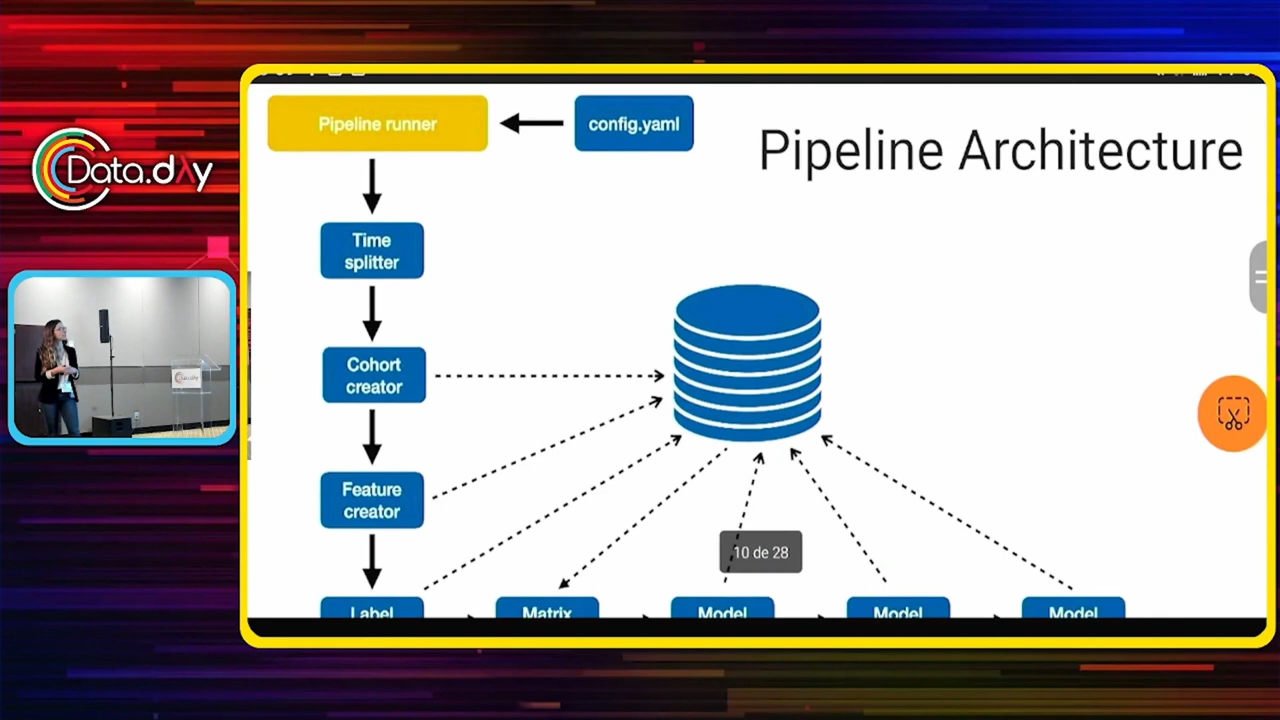 Pipeline runner
config.yaml
Pipeline Architecture
Data.dAy
Time
splitter
Cohort
creator
Feature
creator
10 de 28
Label
Matrix
Model
Model
Model